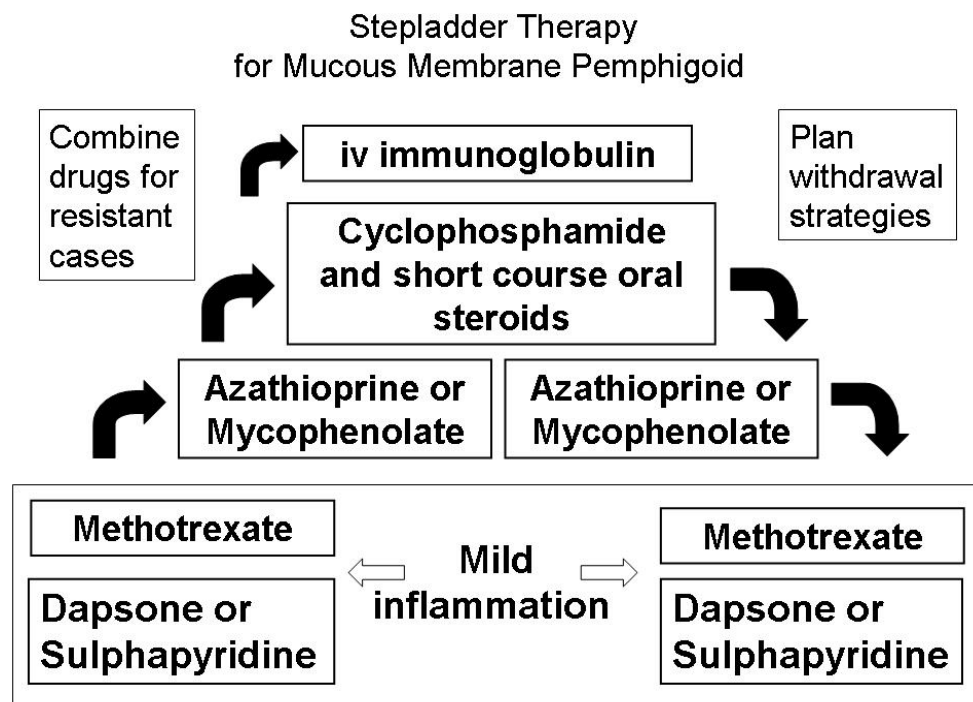 Stepladder Therapy
for Mucous Membrane Pemphigoid
Combine
drugs for
resistant
cases
iv immunoglobulin
Plan
withdrawal
strategies
Cyclophosphamide
and short course oral
steroids
Azathioprine or
Mycophenolate
Azathioprine or
Mycophenolate
Methotrexate
Dapsone or
Sulphapyridine
Mild
inflammation
Methotrexate
Dapsone or
Sulphapyridine